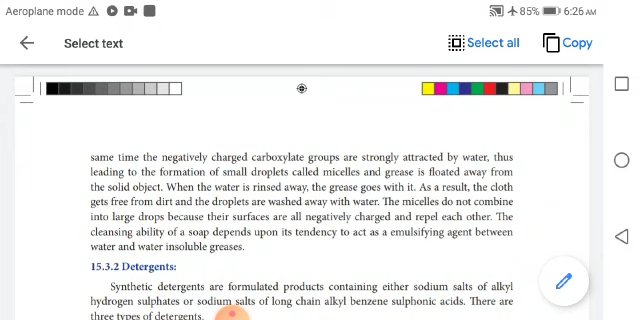 Aeroplane mode
85% 6:26 AM
Select text
Select all
Copy
same time the negatively charged carboxylate groups are strongly attracted by water, thus
leading to the formation of small droplets called micelles and grease is floated away from
the solid object. When the water is rinsed away, the grease goes with it. As a result, the cloth
gets free from dirt and the droplets are washed away with water. The micelles do not combine
into large drops because their surfaces are all negatively charged and repel each other. The
cleansing ability of a soap depends upon its tendency to act as a emulsifying agent between
water and water insoluble greases.
15.3.2 Detergents:
Synthetic detergents are formulated products containing either sodium salts of alkyl
hydrogen sulphates or sodium salts of long chain alkyl benzene sulphonic acids. There are
three types of detergents.